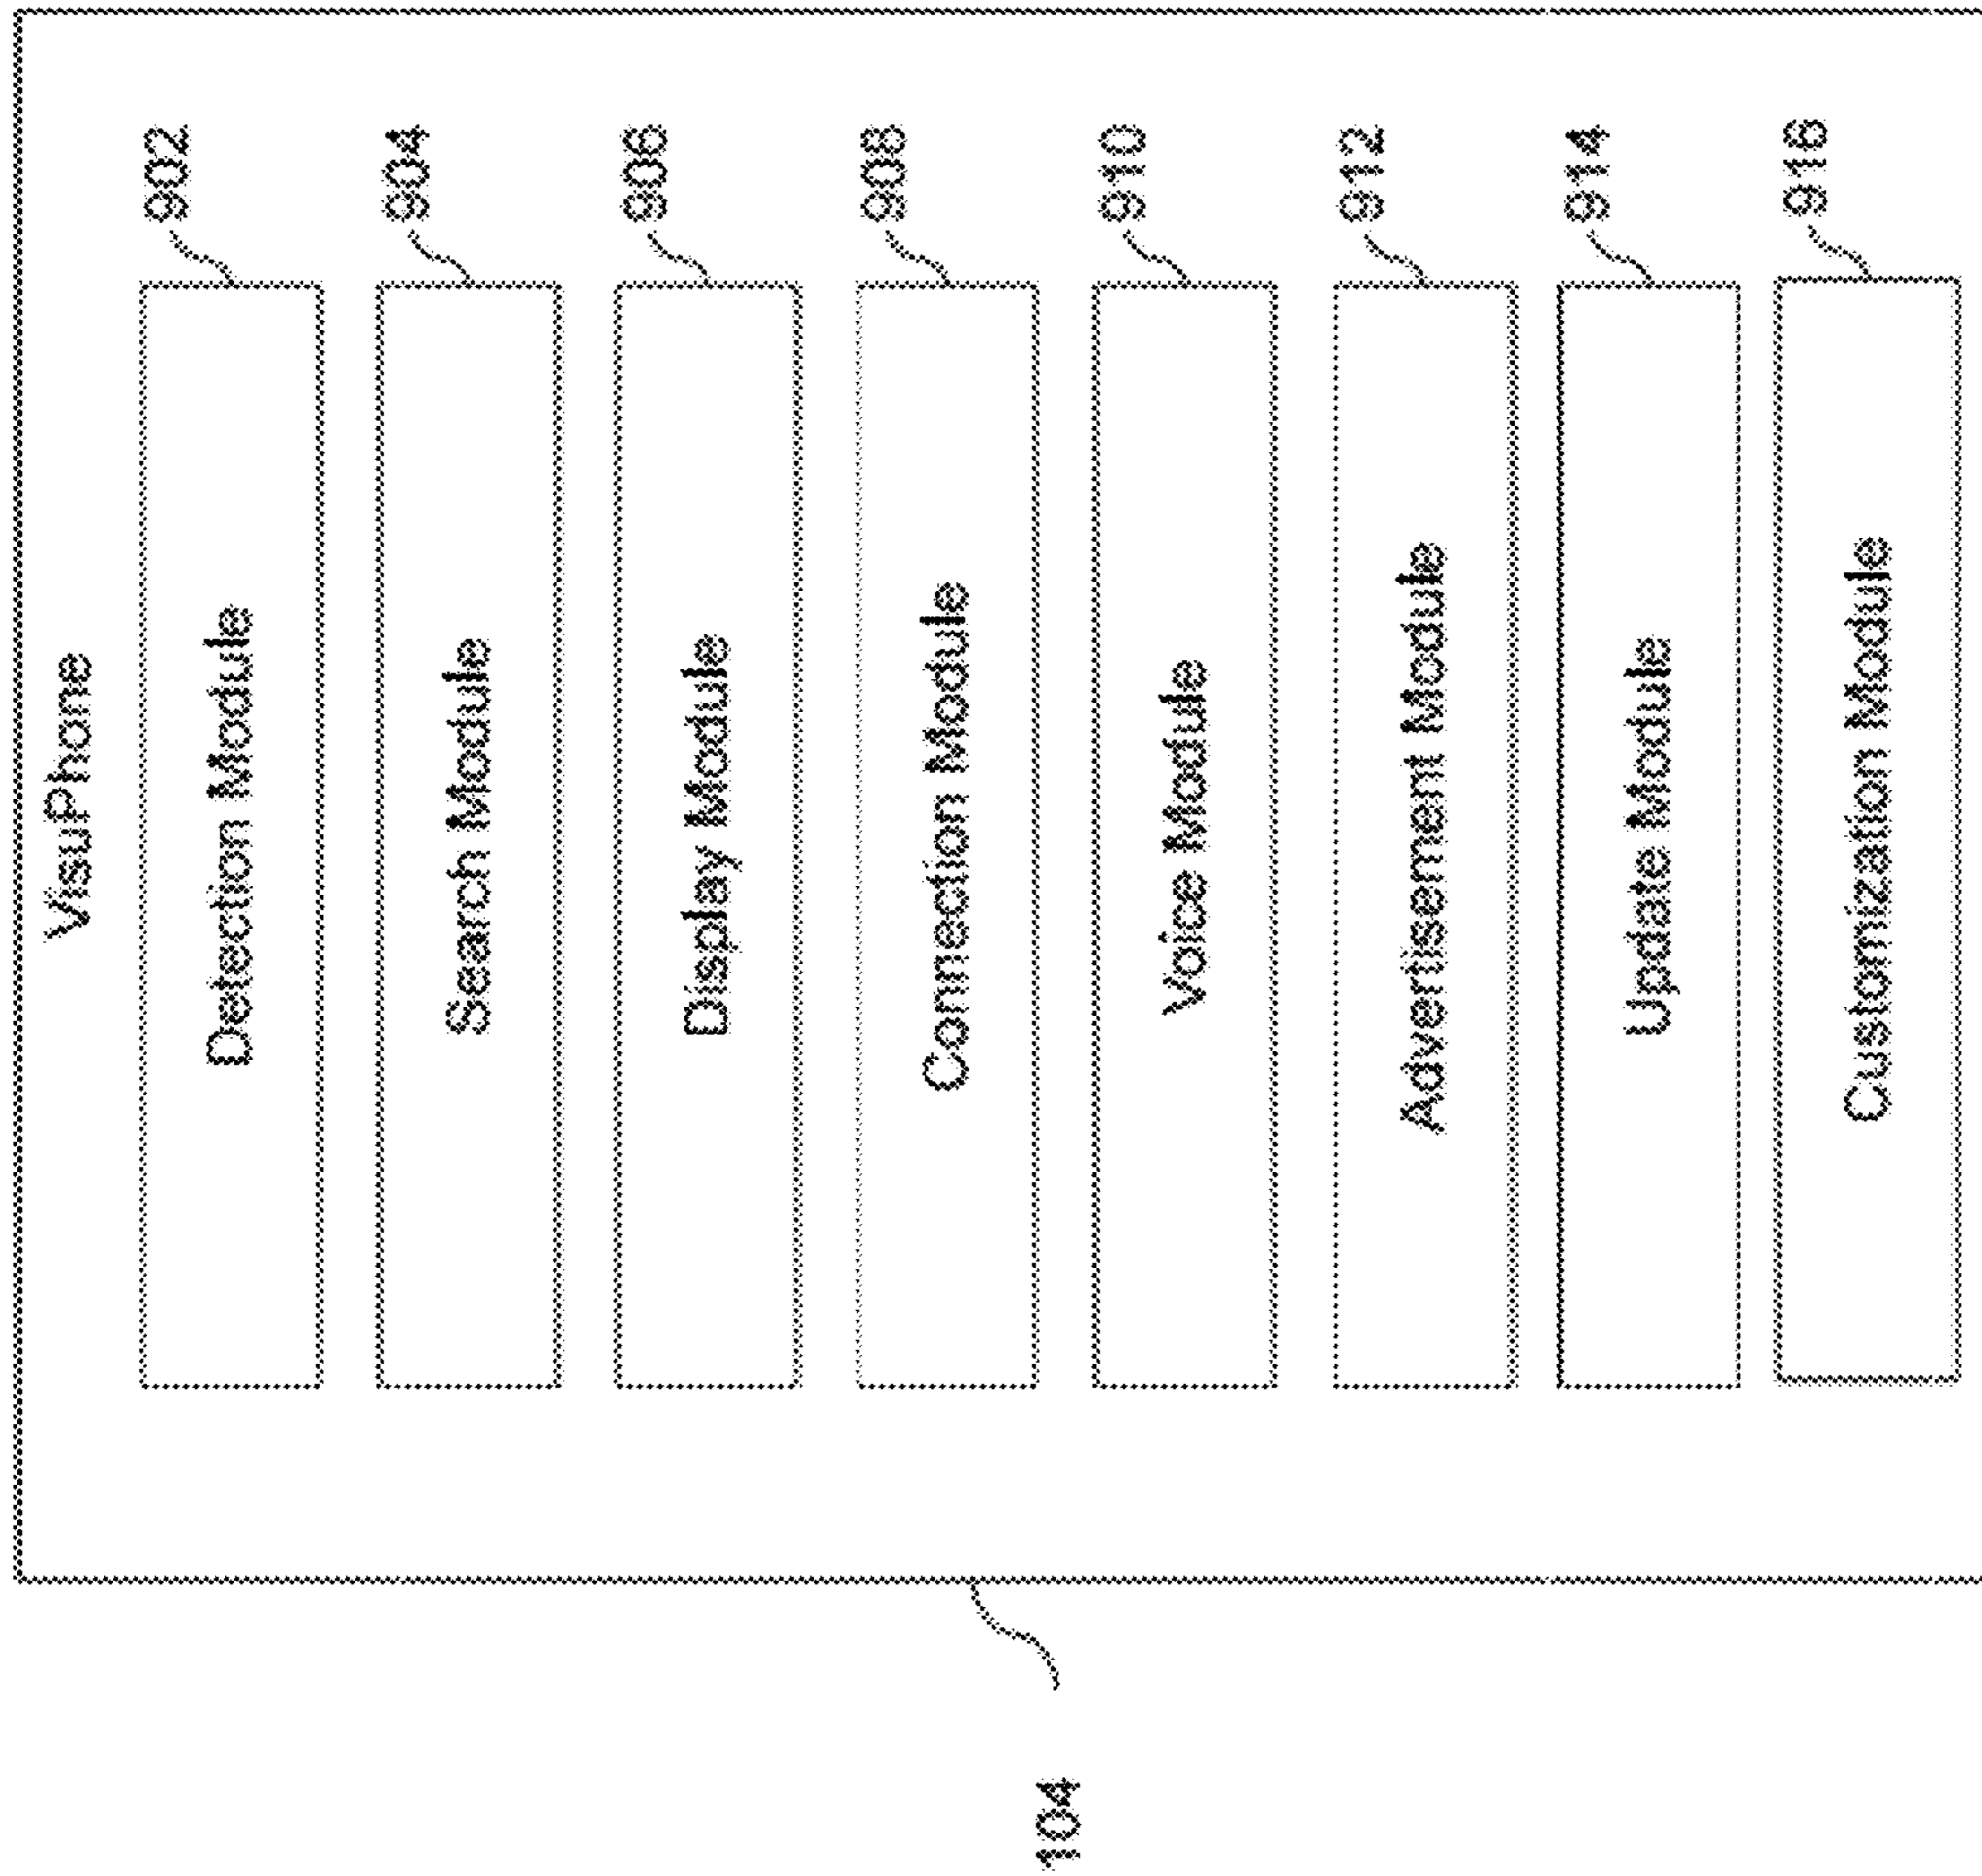 VisuPhone
Detection Module
902
Search Module
904
Display Module
906
Connection Module
908
Voice Module
910
Advertisement Module
912
Update Module
914
Customization Module
916
104